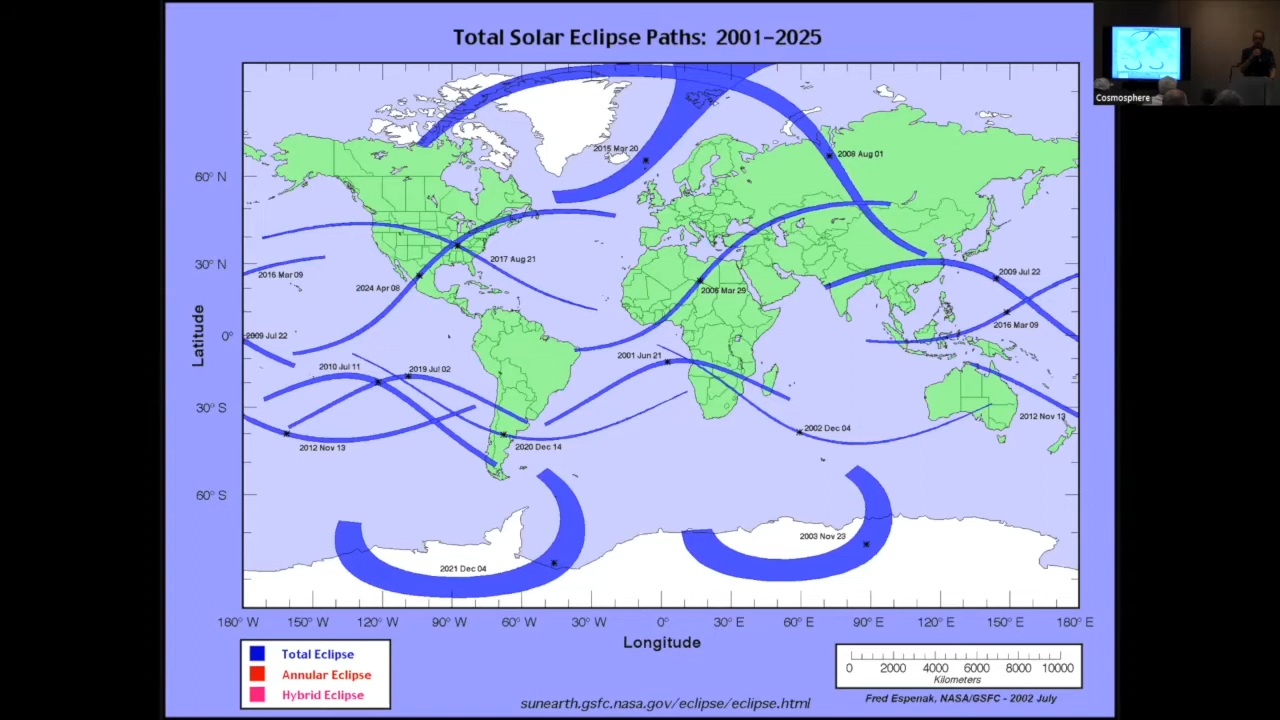 Total Solar Eclipse Paths: 2001–2025
Cosmosphere
2015 Mar 20
2008 Aug 01
60° N
2017 Aug 21
30° N
2016 Mar 09
2024 Apr 08
2006 Mar 29
2009 Jul 22
2016 Mar 09
Latitude
0°
2009 Jul 22
2001 Jun 21
2010 Jul 11
2019 Jul 02
30° S
2012 Nov 13
2002 Dec 04
2012 Nov 13
2020 Dec 14
60° S
2003 Nov 23
2021 Dec 04
180° W 150° W 120° W 90° W 60° W 30° W 0° 30° E 60° E 90° E 120° E 150° E 180° E
Longitude
Total Eclipse
Annular Eclipse
Hybrid Eclipse
0 2000 4000 6000 8000 10000
Kilometers
Fred Espenak, NASA/GSFC - 2002 July
sunearth.gsfc.nasa.gov/eclipse/eclipse.html